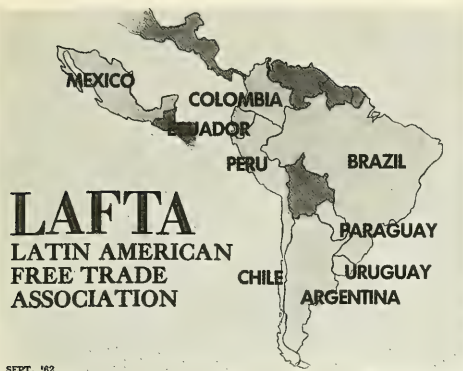 MEXICO
COLOMBIA
ECUADOR
PERU
BRAZIL
LAFTA
LATIN AMERICAN
FREE TRADE
ASSOCIATION
PARAGUAY
CHILE
URUGUAY
ARGENTINA
SEPT. '62